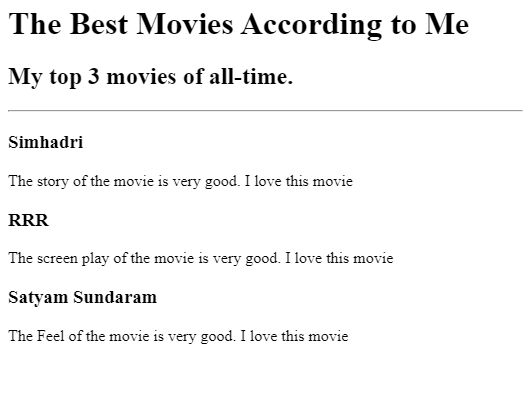 The Best Movies According to Me
My top 3 movies of all-time.
Simhadri
The story of the movie is very good. I love this movie
RRR
The screen play of the movie is very good. I love this movie
Satyam Sundaram
The Feel of the movie is very good. I love this movie